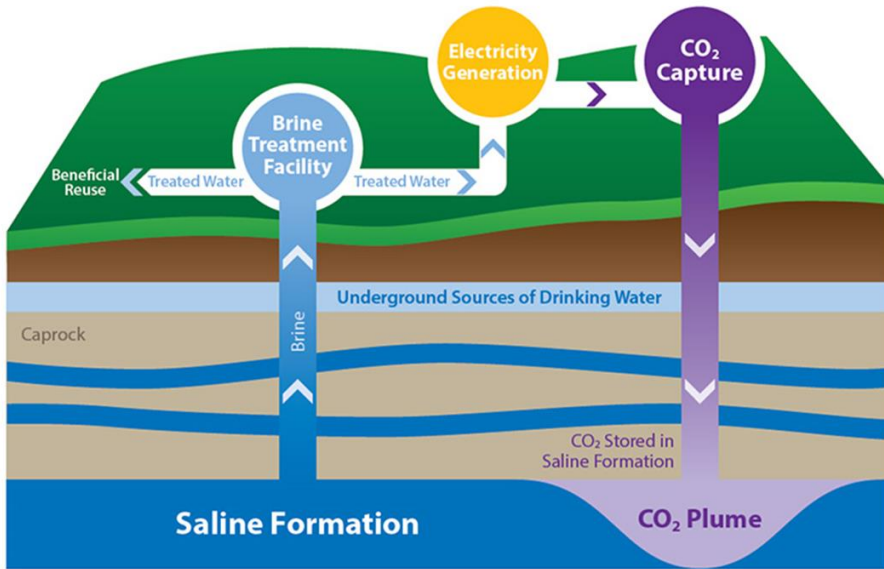 Electricity
Generation
CO₂
Capture
Brine
Treatment
Facility
Beneficial
Reuse
Treated Water
Treated Water
Underground Sources of Drinking Water
Caprock
Brine
CO₂ Stored in
Saline Formation
Saline Formation
CO₂ Plume